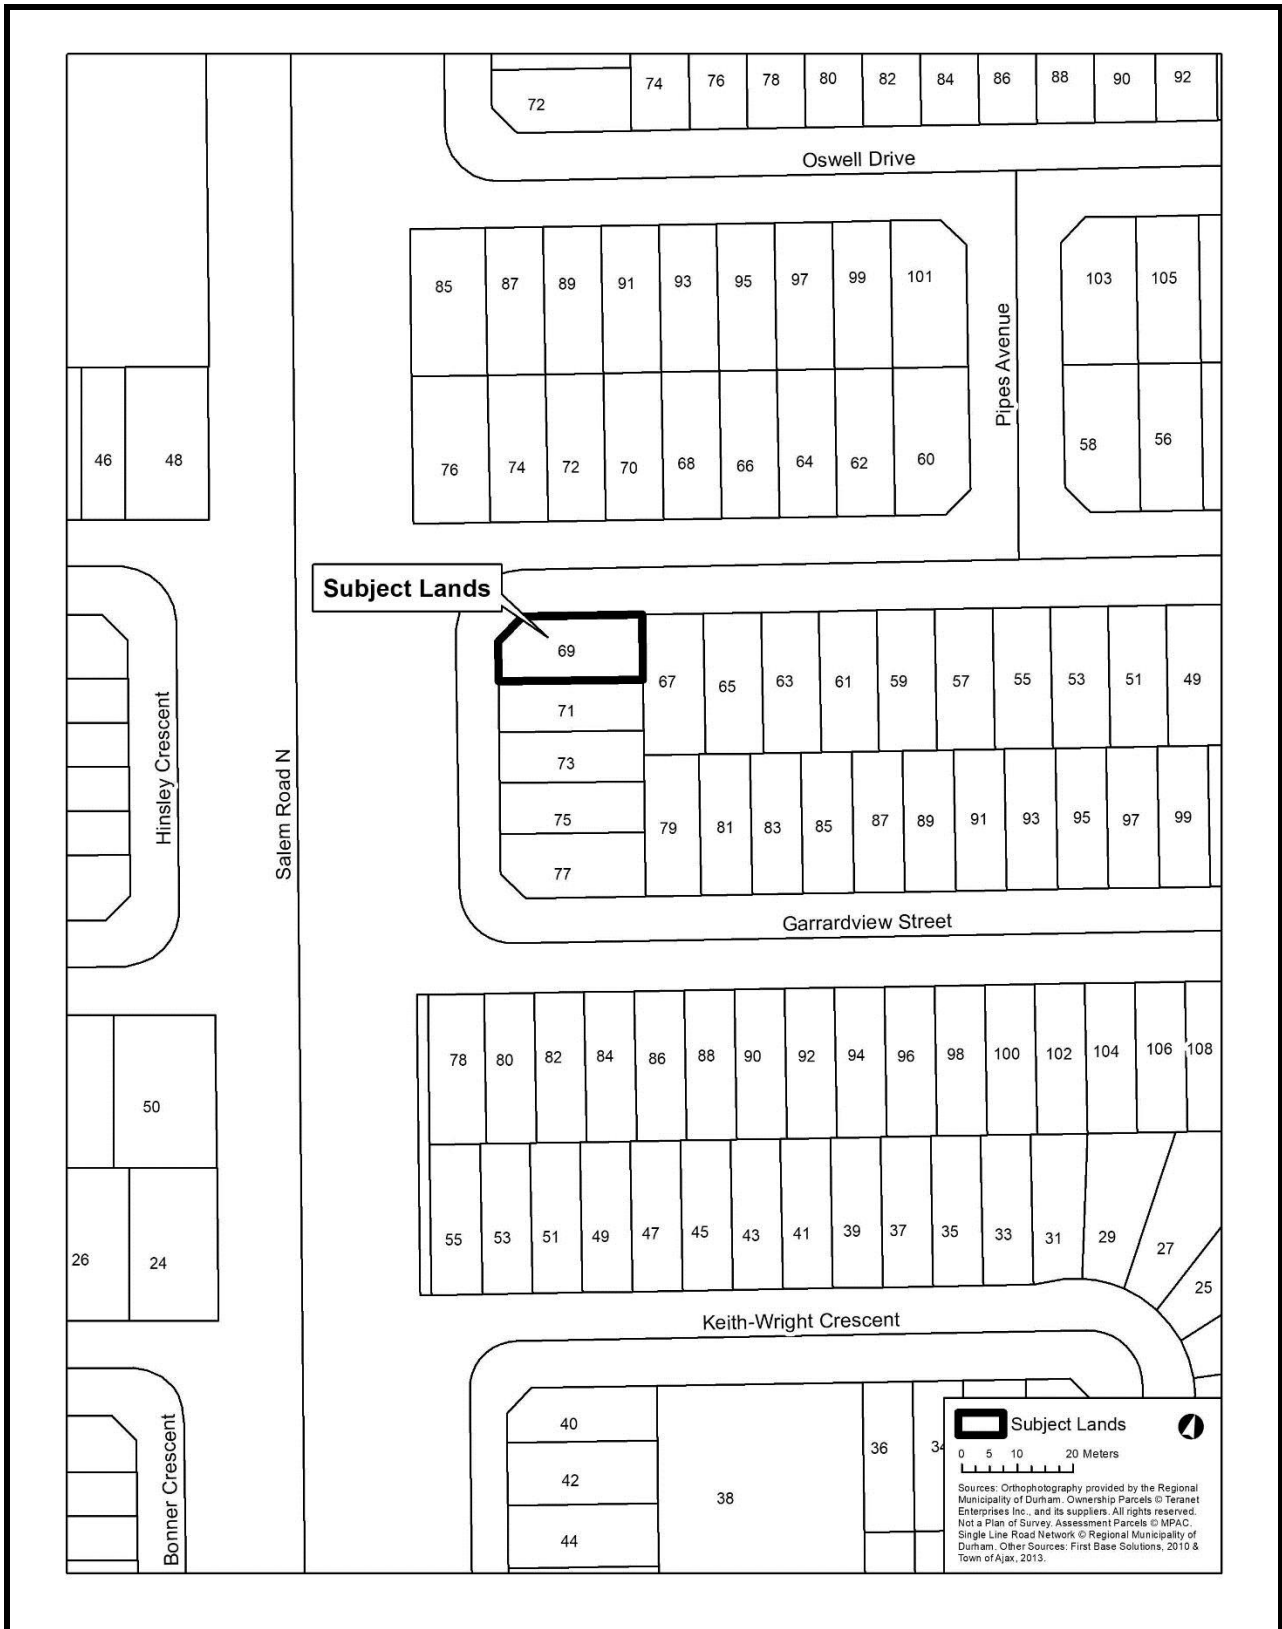 72
74 76 78 80 82 84 86 88 90 92
Oswell Drive
85 87 89 91 93 95 97 99 101 103 105
Pipes Avenue
46 48
76 74 72 70 68 66 64 62 60 58 56
Subject Lands
69
71
73
75
77
67 65 63 61 59 57 55 53 51 49
79 81 83 85 87 89 91 93 95 97 99
Hinsley Crescent
Salem Road N
Garrardview Street
78 80 82 84 86 88 90 92 94 96 98 100 102 104 106 108
50
55 53 51 49 47 45 43 41 39 37 35 33 31 29 27 25
26 24
Keith-Wright Crescent
Bonner Crescent
40
42
44
38
36
Subject Lands
0 5 10 20 Meters
Sources: Orthophotography provided by the Regional
Municipality of Durham. Ownership Parcels © Teranet
Enterprises Inc., and its suppliers. All rights reserved.
Not a Plan of Survey. Assessment Parcels © MPAC.
Single Line Road Network © Regional Municipality of
Durham. Other Sources: First Base Solutions, 2010 &
Town of Ajax, 2013.